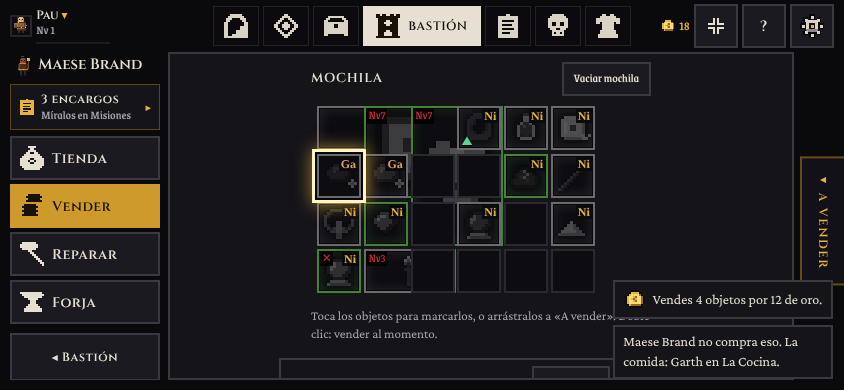 Pau ▾
Nv 1
Bastión
18
?
Maese Brand
3 encargos
Míralos en Misiones
Tienda
Vender
Reparar
Forja
◂ Bastión
Mochila
Vaciar mochila
Nv7 Nv7 Ni Ni Ni
Ga Ga Ni Ni
Ni Ni Ni Ni
× Ni Nv3
Toca los objetos para marcarlos, o arrástralos a «A vender».
clic: vender al momento.
◂ A vender
Vendes 4 objetos por 12 de oro.
Maese Brand no compra eso. La
comida: Garth en La Cocina.